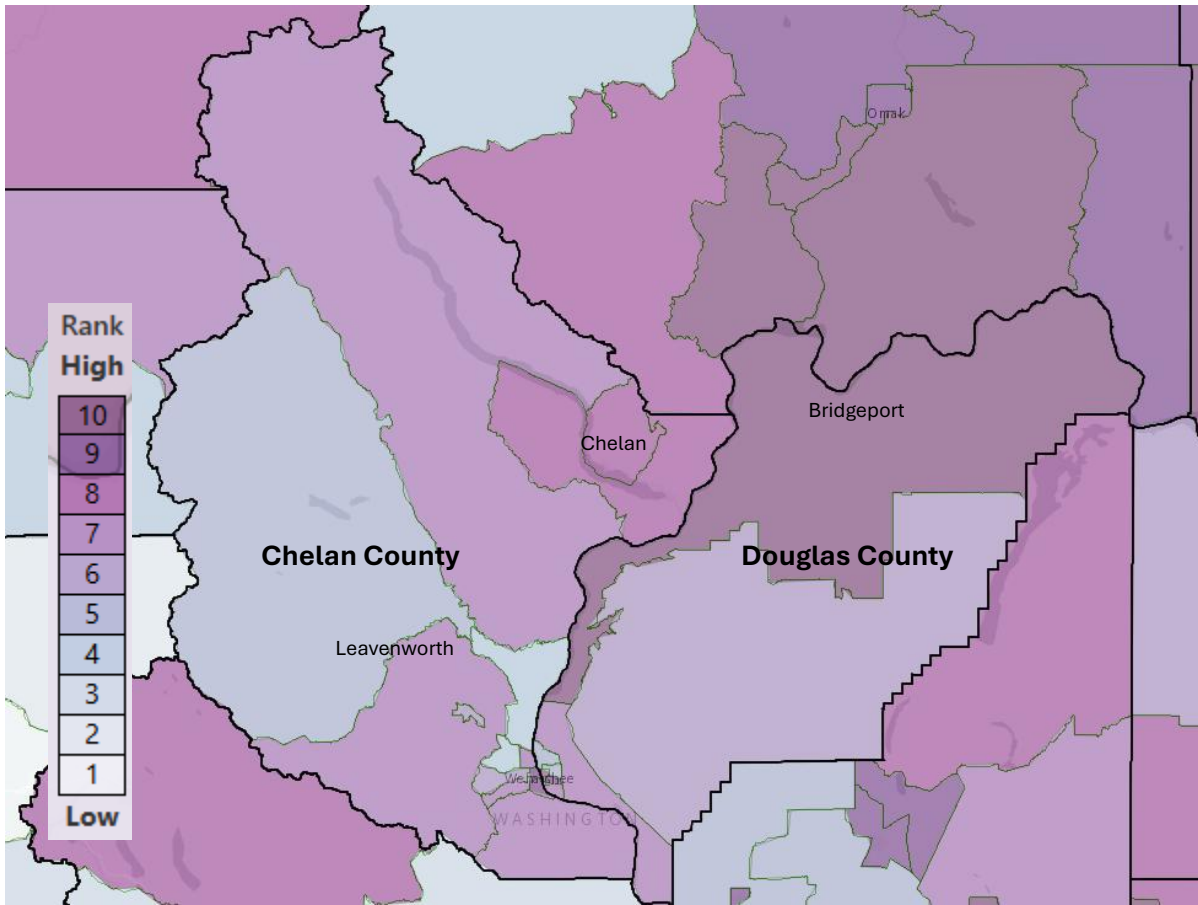 Omak
Rank
High
10
9
8
7
6
5
4
3
2
1
Low
Bridgeport
Chelan
Chelan County
Douglas County
Leavenworth
Wenatchee
WASHINGTON